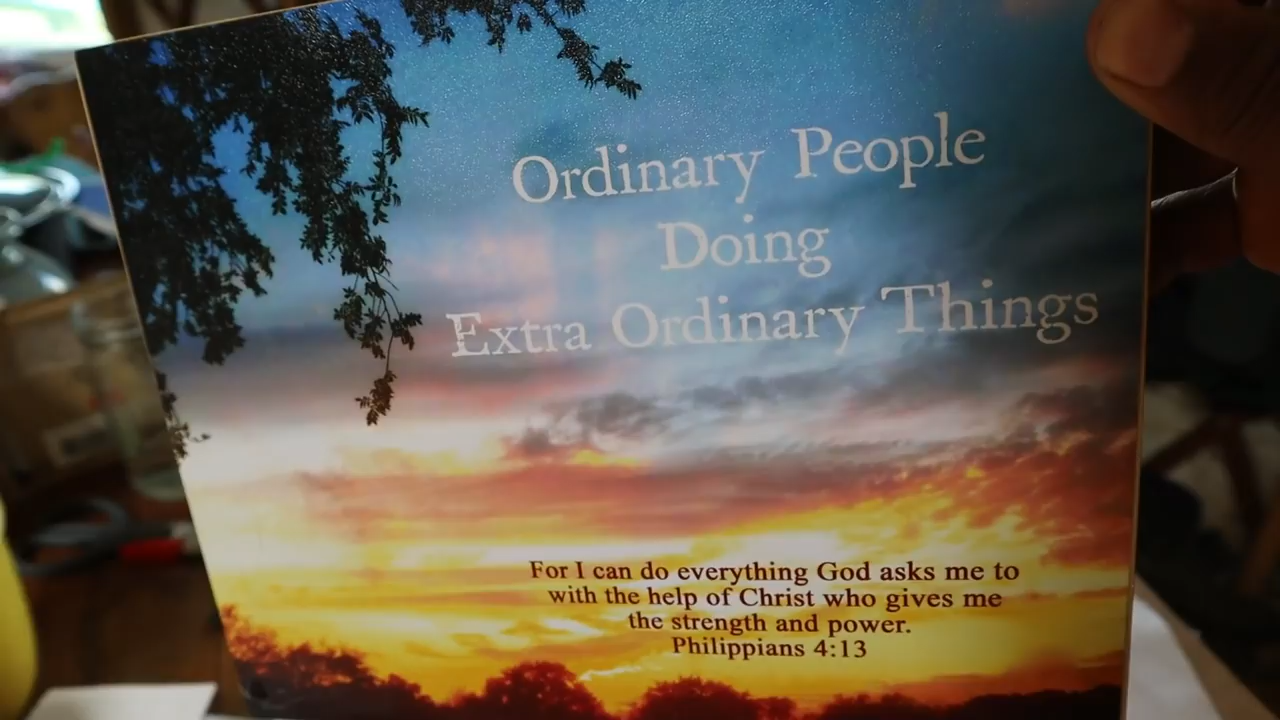 Ordinary People
Doing
Extra Ordinary Things
For I can do everything God asks me to
with the help of Christ who gives me
the strength and power.
Philippians 4:13